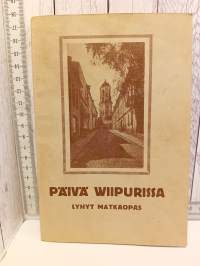 PÄIVÄ WIIPURISSA
LYHYT MATKAOPAS